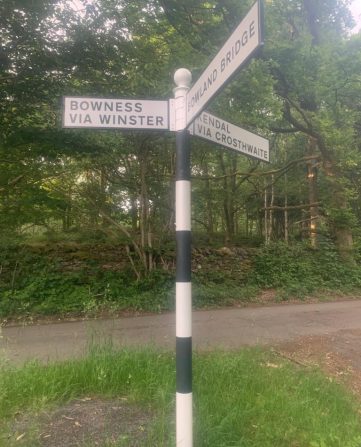 BOWNESS
VIA WINSTER
BOWLAND BRIDGE
KENDAL
VIA CROSTHWAITE